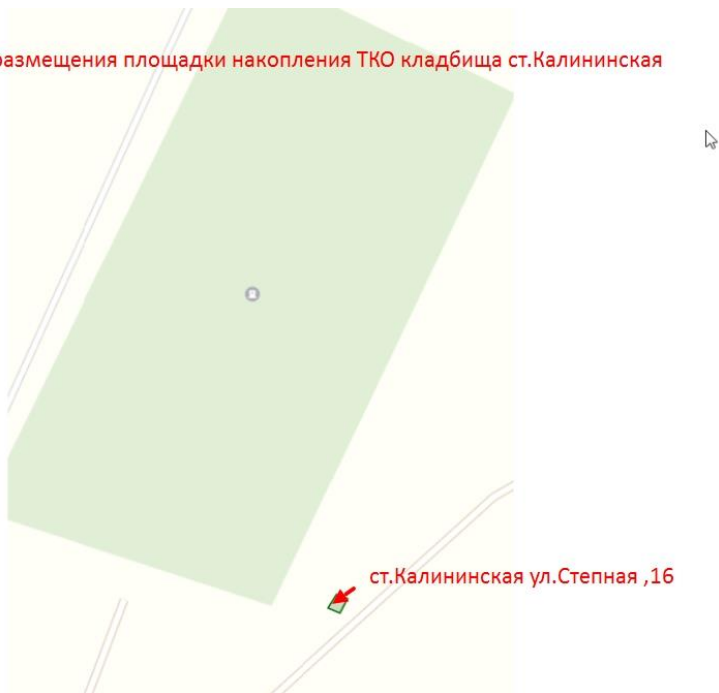 размещения площадки накопления ТКО кладбища ст.Калининская
ст.Калининская ул.Степная ,16